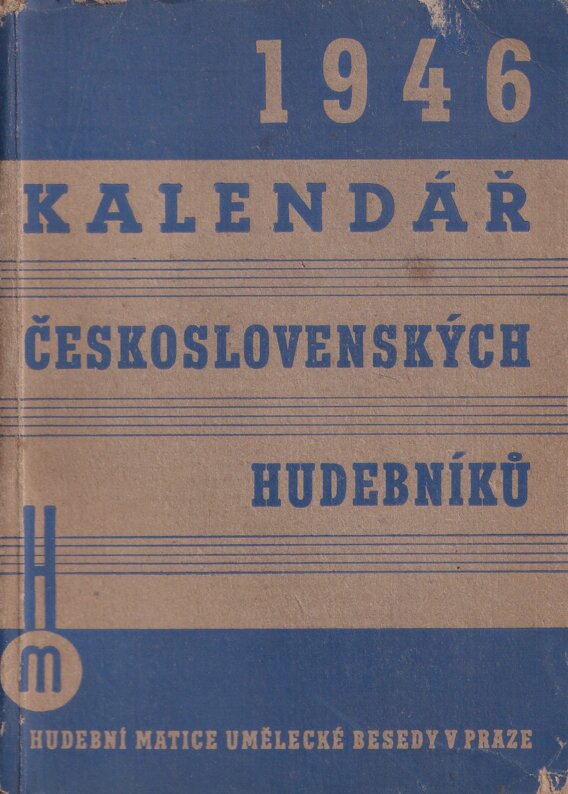 1946
KALENDÁŘ
ČESKOSLOVENSKÝCH
HUDEBNÍKŮ
H
m
HUDEBNÍ MATICE UMĚLECKÉ BESEDY V PRAZE